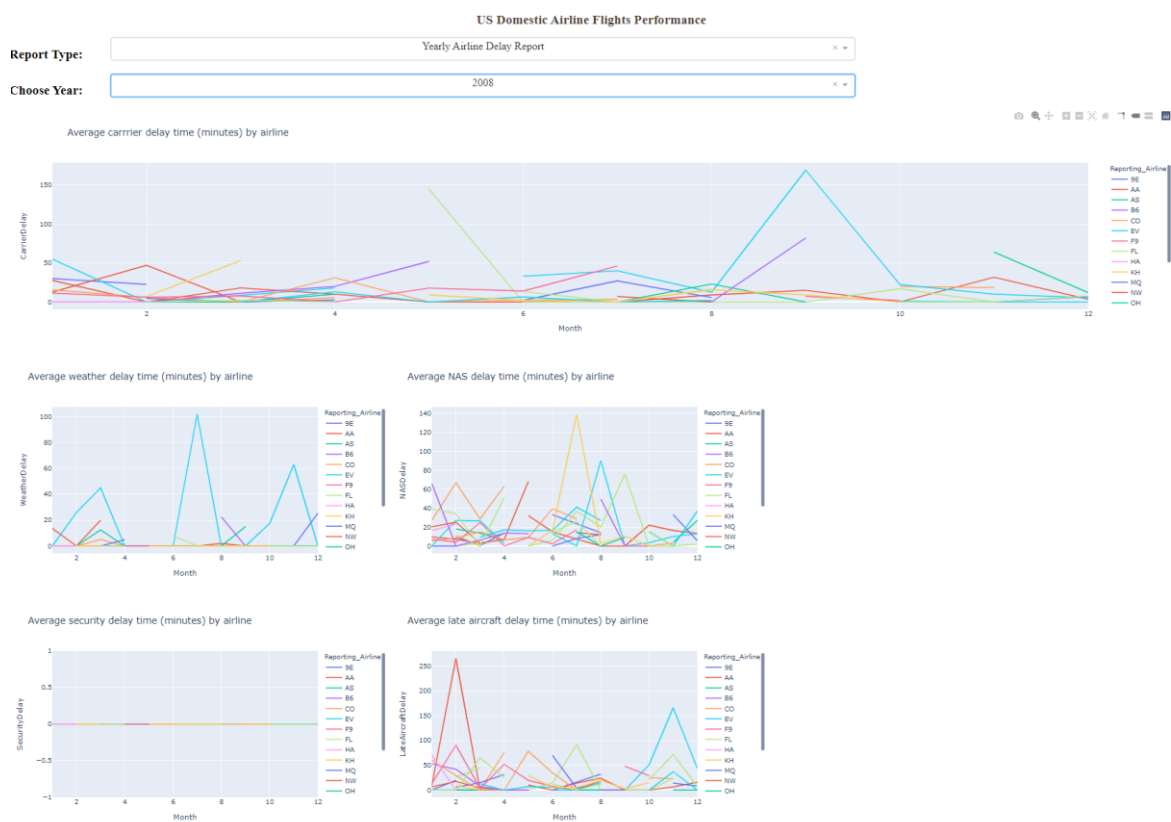 US Domestic Airline Flights Performance
Report Type:
Yearly Airline Delay Report
Choose Year:
2008
Average carrrier delay time (minutes) by airline
CarrierDelay
150
100
50
0
2
4
6
8
10
12
Month
Reporting_Airline
9E
AA
AS
B6
CO
EV
F9
FL
HA
KH
MQ
NW
OH
Average weather delay time (minutes) by airline
WeatherDelay
100
80
60
40
20
0
2
4
6
8
10
12
Month
Reporting_Airline
9E
AA
AS
B6
CO
EV
F9
FL
HA
KH
MQ
NW
OH
Average NAS delay time (minutes) by airline
NASDelay
140
120
100
80
60
40
20
0
2
4
6
8
10
12
Month
Reporting_Airline
9E
AA
AS
B6
CO
EV
F9
FL
HA
KH
MQ
NW
OH
Average security delay time (minutes) by airline
SecurityDelay
1
0.5
0
−0.5
−1
2
4
6
8
10
12
Month
Reporting_Airline
9E
AA
AS
B6
CO
EV
F9
FL
HA
KH
MQ
NW
OH
Average late aircraft delay time (minutes) by airline
LateAircraftDelay
250
200
150
100
50
0
2
4
6
8
10
12
Month
Reporting_Airline
9E
AA
AS
B6
CO
EV
F9
FL
HA
KH
MQ
NW
OH